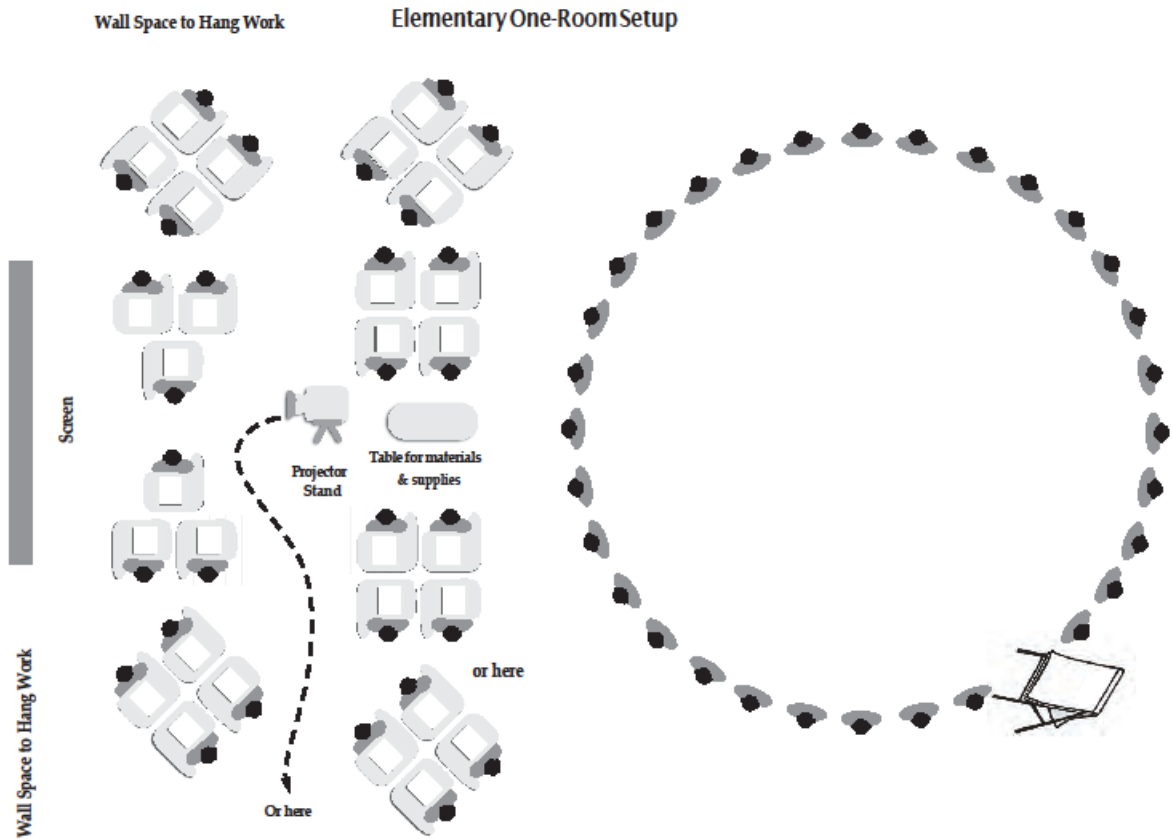 Wall Space to Hang Work
Elementary One-Room Setup
Screen
Projector
Stand
Table for materials
& supplies
or here
Wall Space to Hang Work
Or here